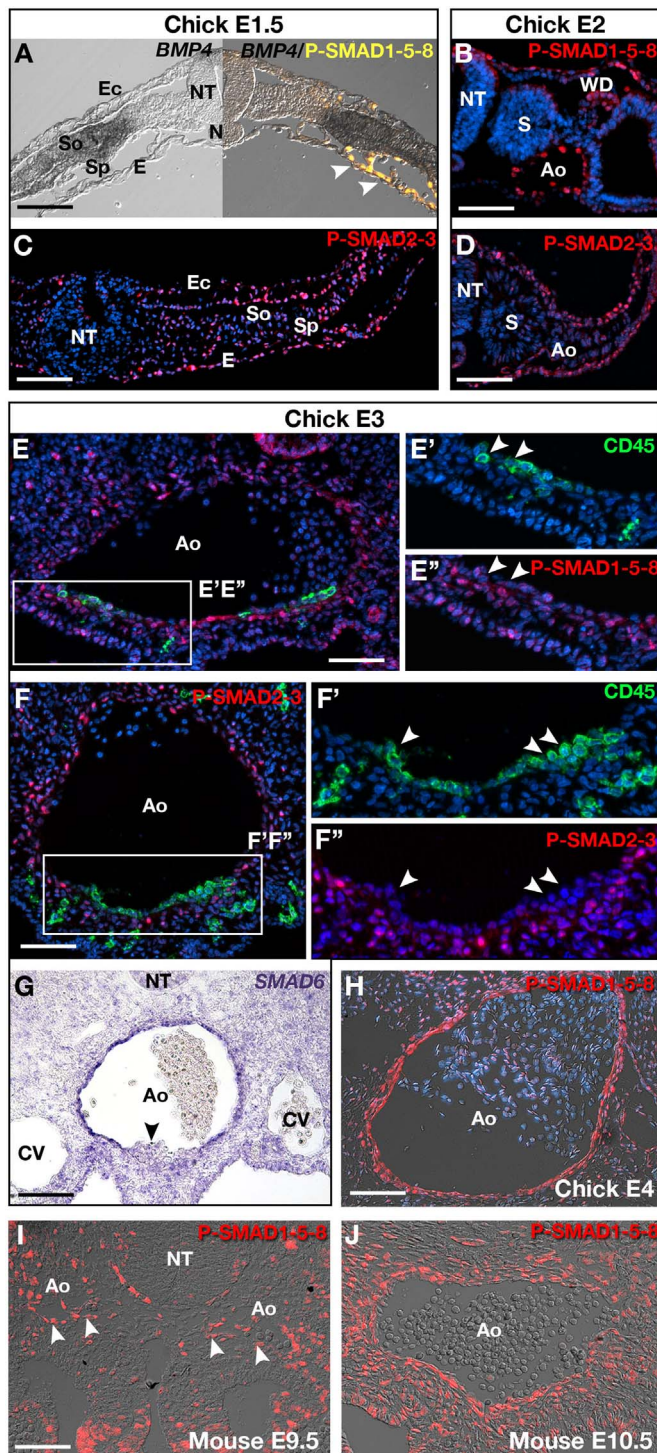 Chick E1.5
Chick E2
A
BMP4
BMP4/P-SMAD1-5-8
Ec
NT
So
Sp
E
N
B
P-SMAD1-5-8
NT
WD
S
Ao
C
P-SMAD2-3
Ec
So
Sp
NT
E
D
P-SMAD2-3
NT
S
Ao
Chick E3
E
Ao
E'E"
E'
CD45
E"
P-SMAD1-5-8
F
P-SMAD2-3
Ao
F'F"
F'
CD45
F"
P-SMAD2-3
G
NT
SMAD6
Ao
CV
CV
H
P-SMAD1-5-8
Ao
Chick E4
I
P-SMAD1-5-8
NT
Ao
Ao
Mouse E9.5
J
P-SMAD1-5-8
Ao
Mouse E10.5